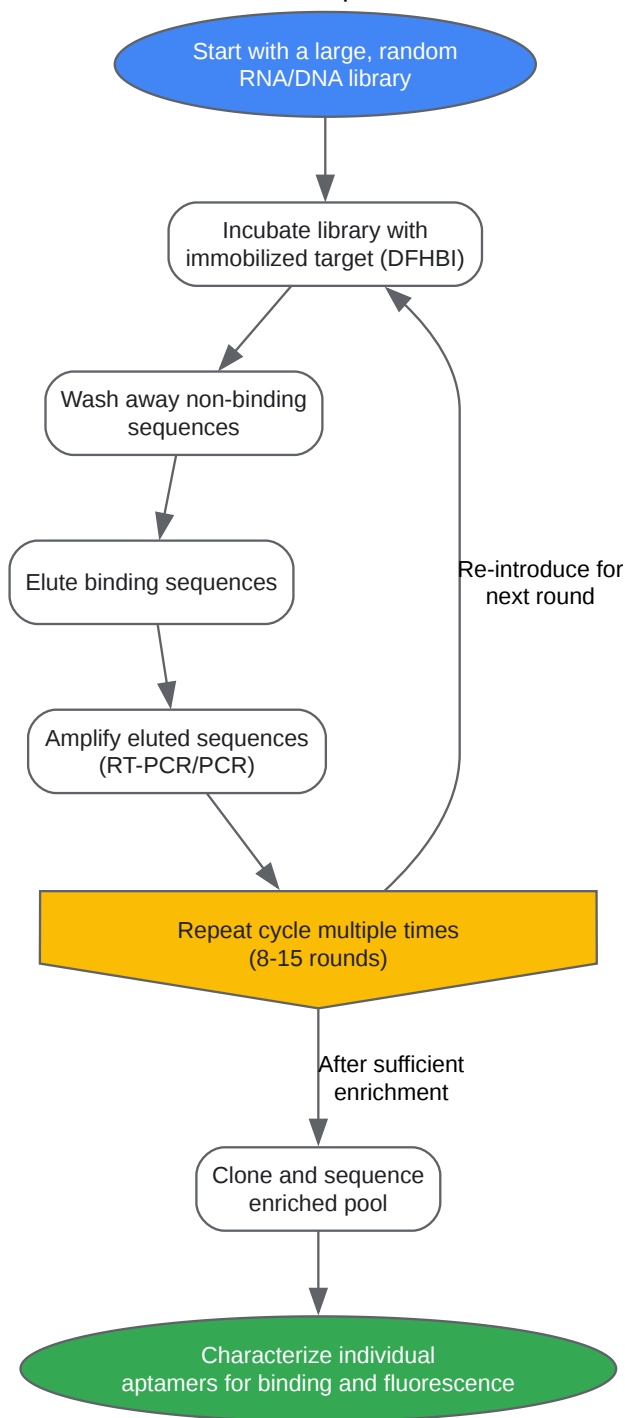 Start with a large, random
RNA/DNA library
Incubate library with
immobilized target (DFHBI)
Wash away non-binding
sequences
Elute binding sequences
Re-introduce for
next round
Amplify eluted sequences
(RT-PCR/PCR)
Repeat cycle multiple times
(8-15 rounds)
After sufficient
enrichment
Clone and sequence
enriched pool
Characterize individual
aptamers for binding and fluorescence